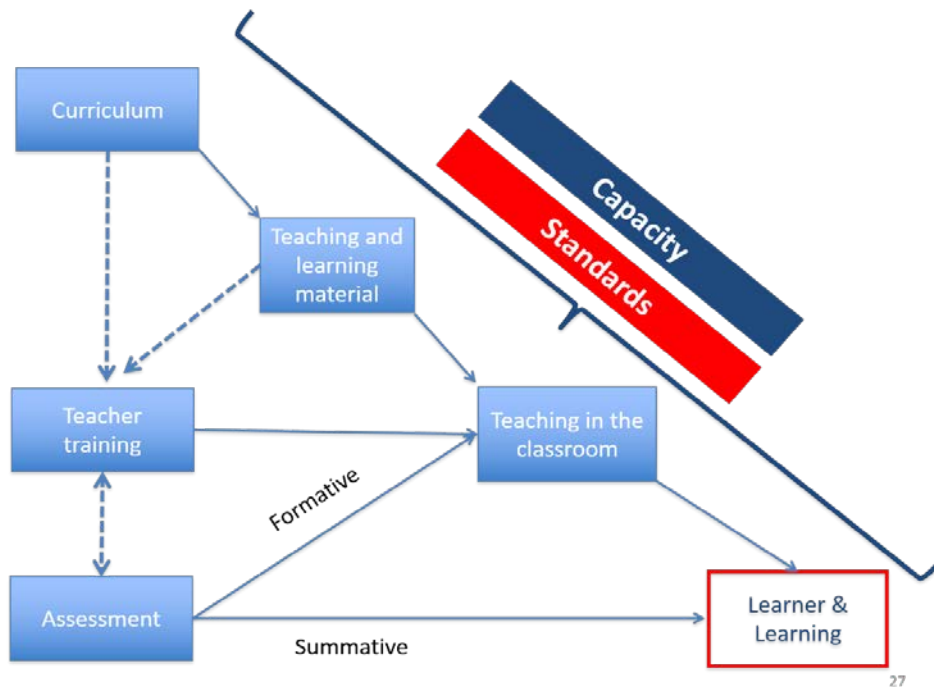 Curriculum
Capacity
Standards
Teaching and
learning
material
Teacher
training
Teaching in the
classroom
Formative
Assessment
Summative
Learner &
Learning
27